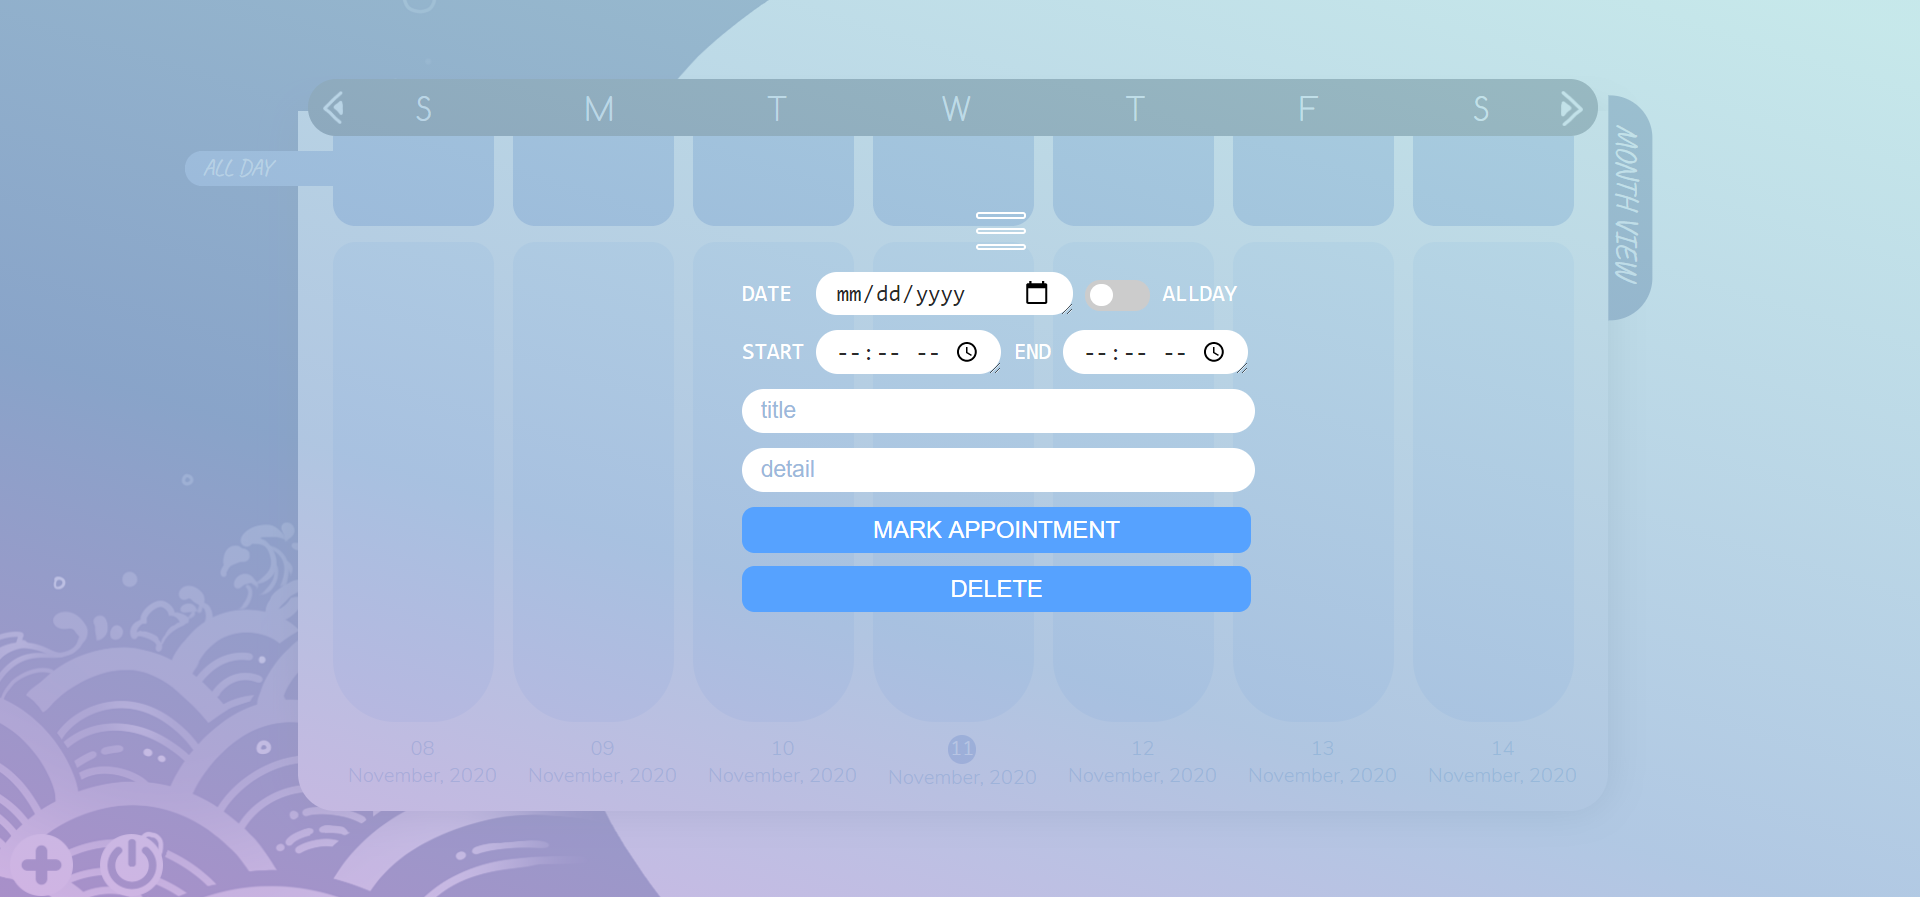 S M T W T F S
ALL DAY
MONTH VIEW
DATE mm/dd/yyyy ALLDAY
START --:-- -- END --:-- --
title
detail
MARK APPOINTMENT
DELETE
08 09 10 11 12 13 14
November, 2020 November, 2020 November, 2020 November, 2020 November, 2020 November, 2020 November, 2020